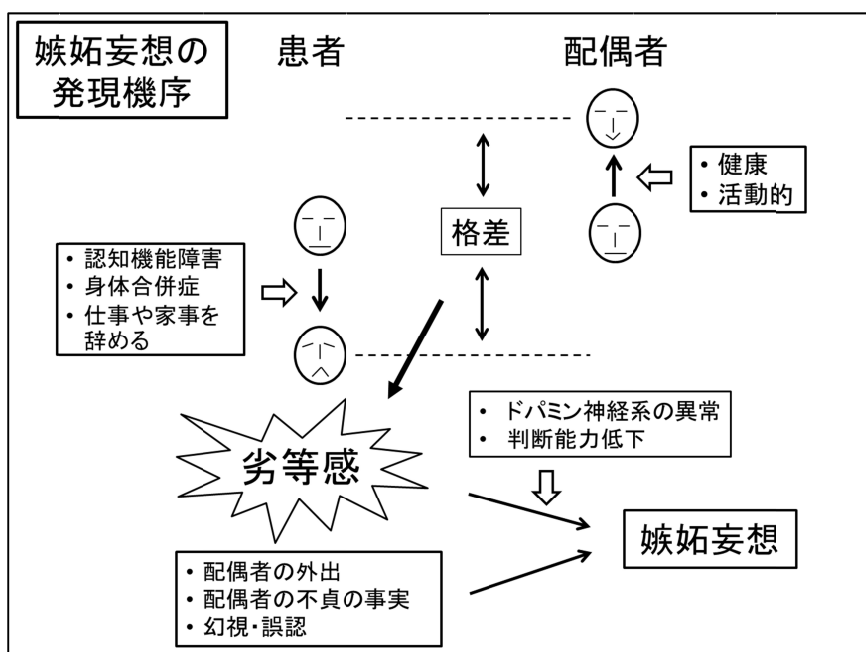 嫉妬妄想の
発現機序
患者
配偶者
• 健康
• 活動的
格差
• 認知機能障害
• 身体合併症
• 仕事や家事を
辞める
• ドパミン神経系の異常
• 判断能力低下
劣等感
嫉妬妄想
• 配偶者の外出
• 配偶者の不貞の事実
• 幻視・誤認